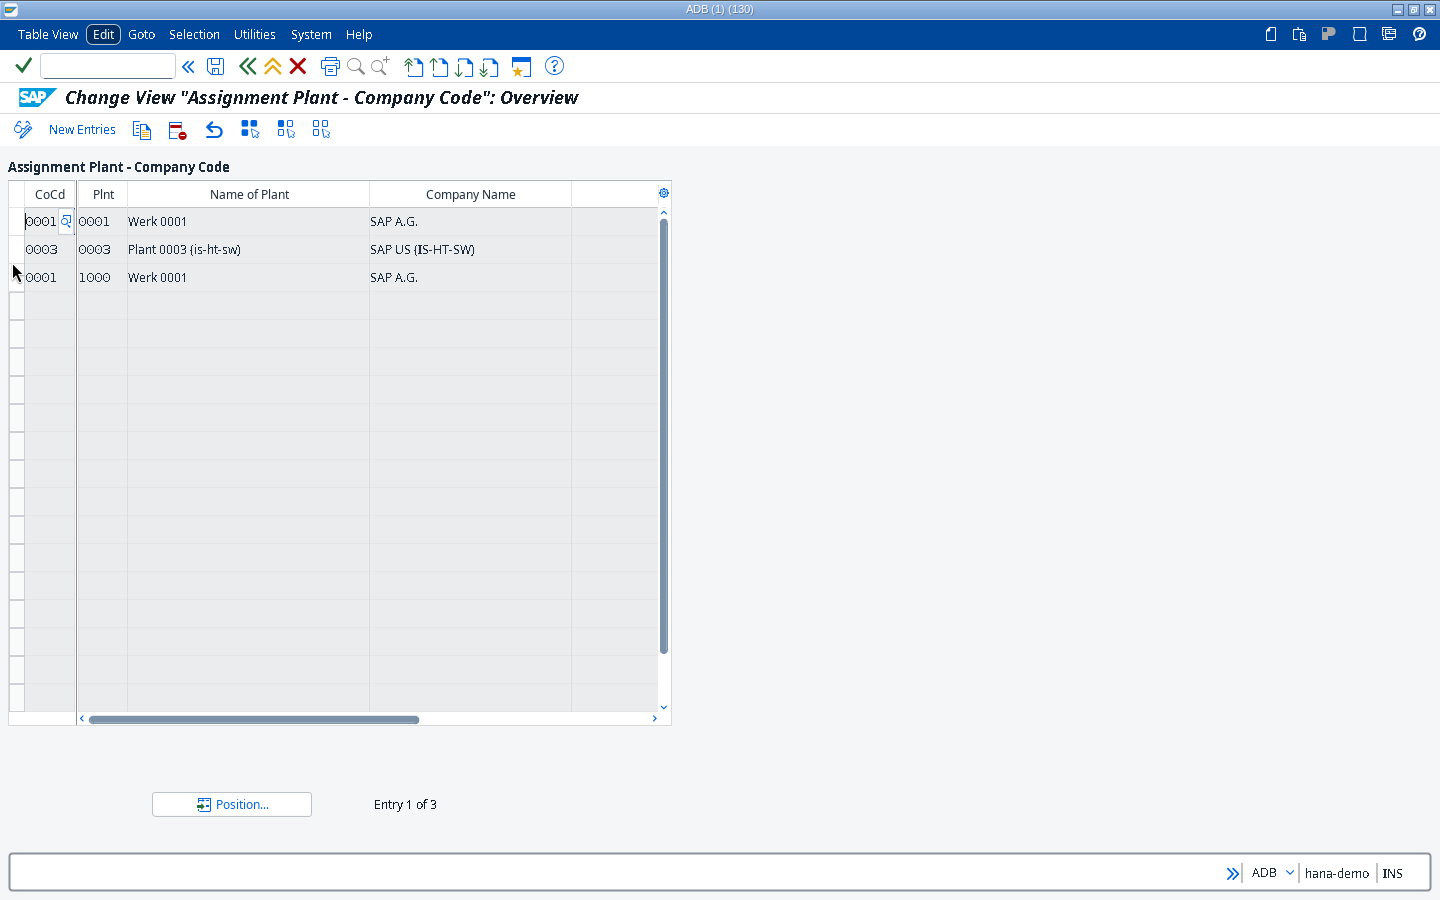 ADB (1) (130)
Table View Edit Goto Selection Utilities System Help
SAP Change View "Assignment Plant - Company Code": Overview
New Entries
Assignment Plant - Company Code
CoCd Plnt Name of Plant Company Name
0001 0001 Werk 0001 SAP A.G.
0003 0003 Plant 0003 (is-ht-sw) SAP US (IS-HT-SW)
0001 1000 Werk 0001 SAP A.G.
Position... Entry 1 of 3
ADB hana-demo INS